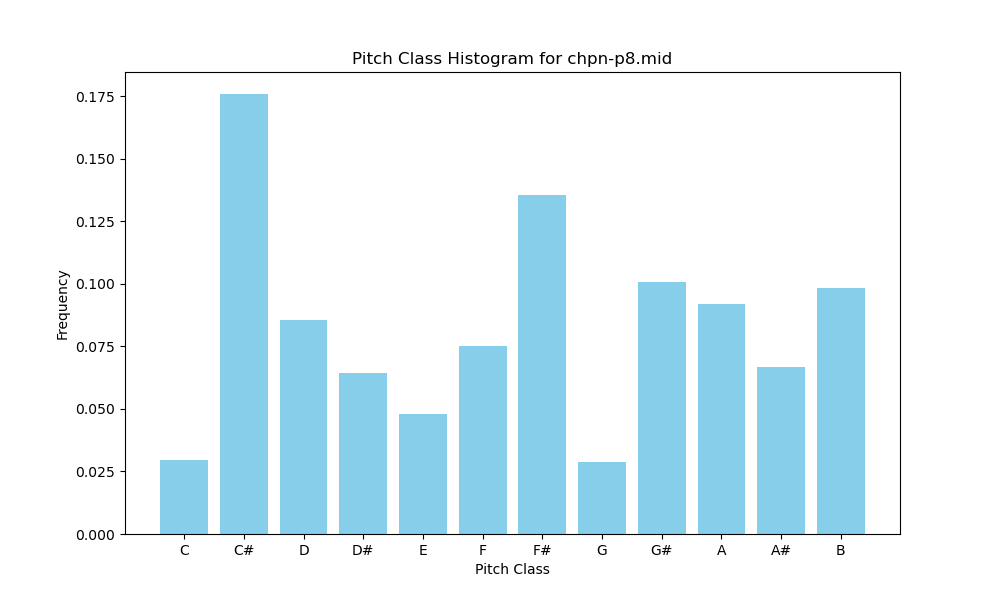 Pitch Class Histogram for chpn-p8.mid
0.175
0.150
0.125
0.100
0.075
0.050
0.025
0.000
Frequency
C C# D D# E F F# G G# A A# B
Pitch Class